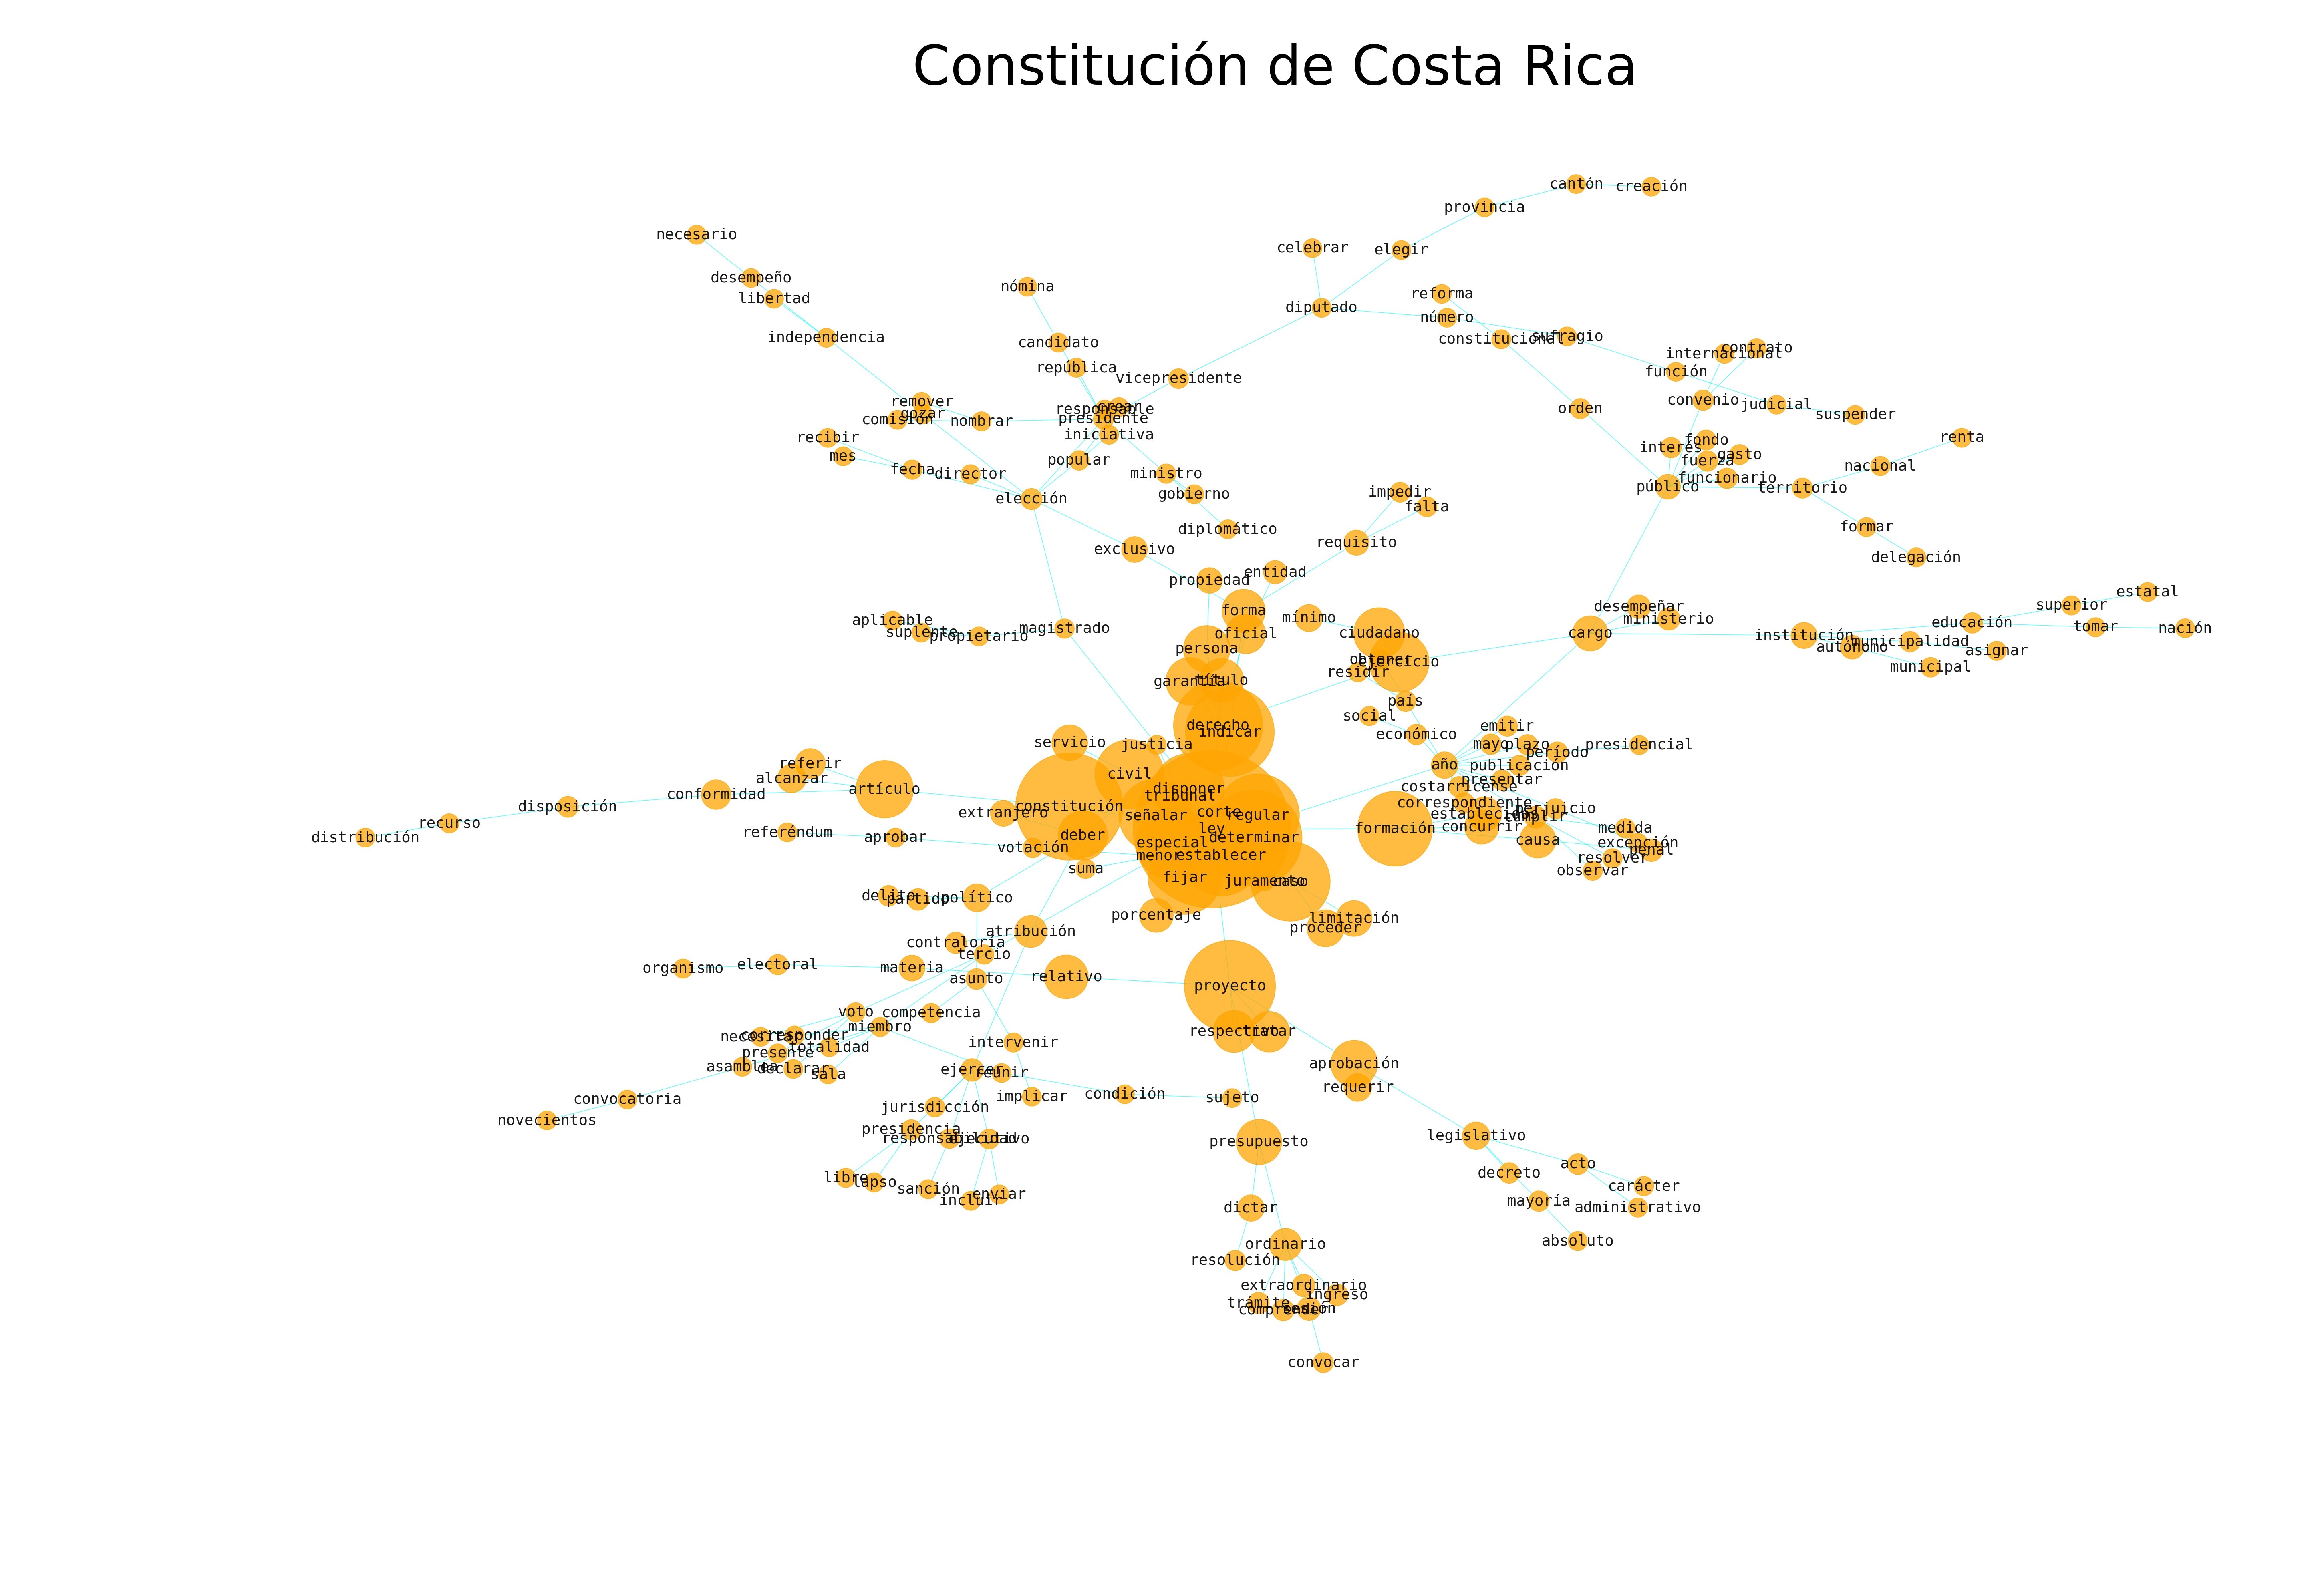 Constitución de Costa Rica
cantón
creación
provincia
necesario
celebrar
elegir
desempeño
nómina
libertad
reforma
diputado
número
independencia
candidato
constitucional
sufragio
contrato
internacional
república
función
vicepresidente
remover
convenio
judicial
responsable
crear
orden
gozar
suspender
comisión
nombrar
presidente
iniciativa
recibir
renta
fondo
interés
mes
gasto
popular
fuerza
fecha
director
ministro
nacional
funcionario
público
territorio
elección
gobierno
impedir
falta
diplomático
formar
requisito
exclusivo
delegación
entidad
propiedad
estatal
superior
desempeñar
forma
mínimo
aplicable
ministerio
educación
suplente
propietario
magistrado
oficial
ciudadano
cargo
institución
tomar
nación
municipalidad
autónomo
persona
asignar
obtener
ejercicio
municipal
residir
garantía
título
país
social
derecho
emitir
indicar
económico
servicio
justicia
mayo
plazo
presidencial
período
referir
año
publicación
civil
alcanzar
presentar
artículo
disponer
costarricense
conformidad
tribunal
correspondiente
disposición
constitución
perjuicio
extranjero
señalar
corte
regular
establecidos
cumplir
recurso
referéndum
ley
formación
concurrir
medida
distribución
aprobar
deber
determinar
causa
excepción
votación
especial
penal
menor
establecer
resolver
suma
observar
fijar
juramento
caso
delito
partido
político
porcentaje
limitación
proceder
atribución
contraloría
tercio
organismo
electoral
materia
asunto
relativo
proyecto
voto
competencia
miembro
respectivo
tratar
necesitar
corresponder
intervenir
totalidad
presente
asamblea
declarar
sala
ejercer
reunir
aprobación
requerir
convocatoria
implicar
condición
sujeto
jurisdicción
novecientos
presidencia
responsabilidad
ejecutivo
presupuesto
legislativo
acto
decreto
libre
lapso
sanción
incluir
enviar
carácter
mayoría
administrativo
dictar
absoluto
ordinario
resolución
extraordinario
ingreso
trámite
comprender
sesión
convocar